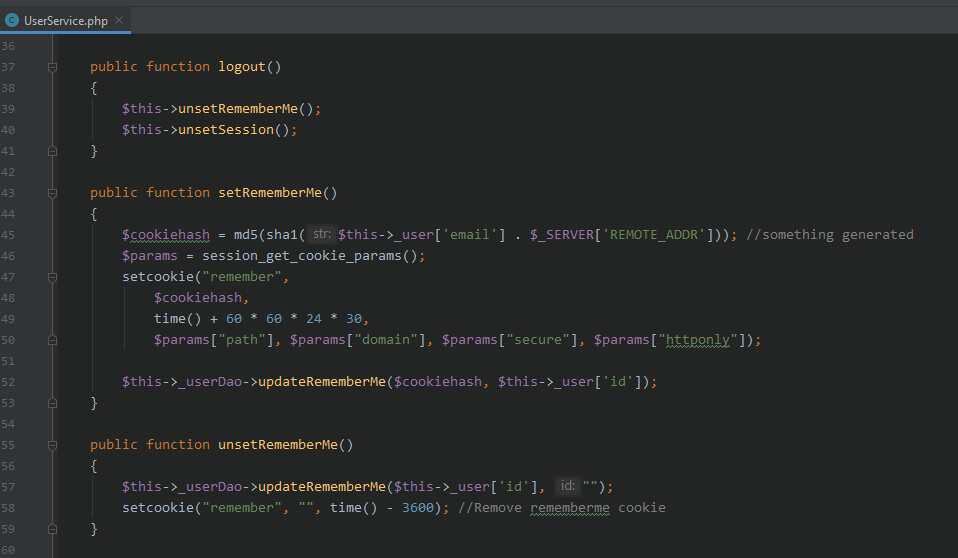 UserService.php
36
37 public function logout()
38 {
39 $this->unsetRememberMe();
40 $this->unsetSession();
41 }
42
43 public function setRememberMe()
44 {
45 $cookiehash = md5(sha1( str: $this->_user['email'] . $_SERVER['REMOTE_ADDR'])); //something generated
46 $params = session_get_cookie_params();
47 setcookie("remember",
48 $cookiehash,
49 time() + 60 * 60 * 24 * 30,
50 $params["path"], $params["domain"], $params["secure"], $params["httponly"]);
51
52 $this->_userDao->updateRememberMe($cookiehash, $this->_user['id']);
53 }
54
55 public function unsetRememberMe()
56 {
57 $this->_userDao->updateRememberMe($this->_user['id'], id: "");
58 setcookie("remember", "", time() - 3600); //Remove rememberme cookie
59 }
60